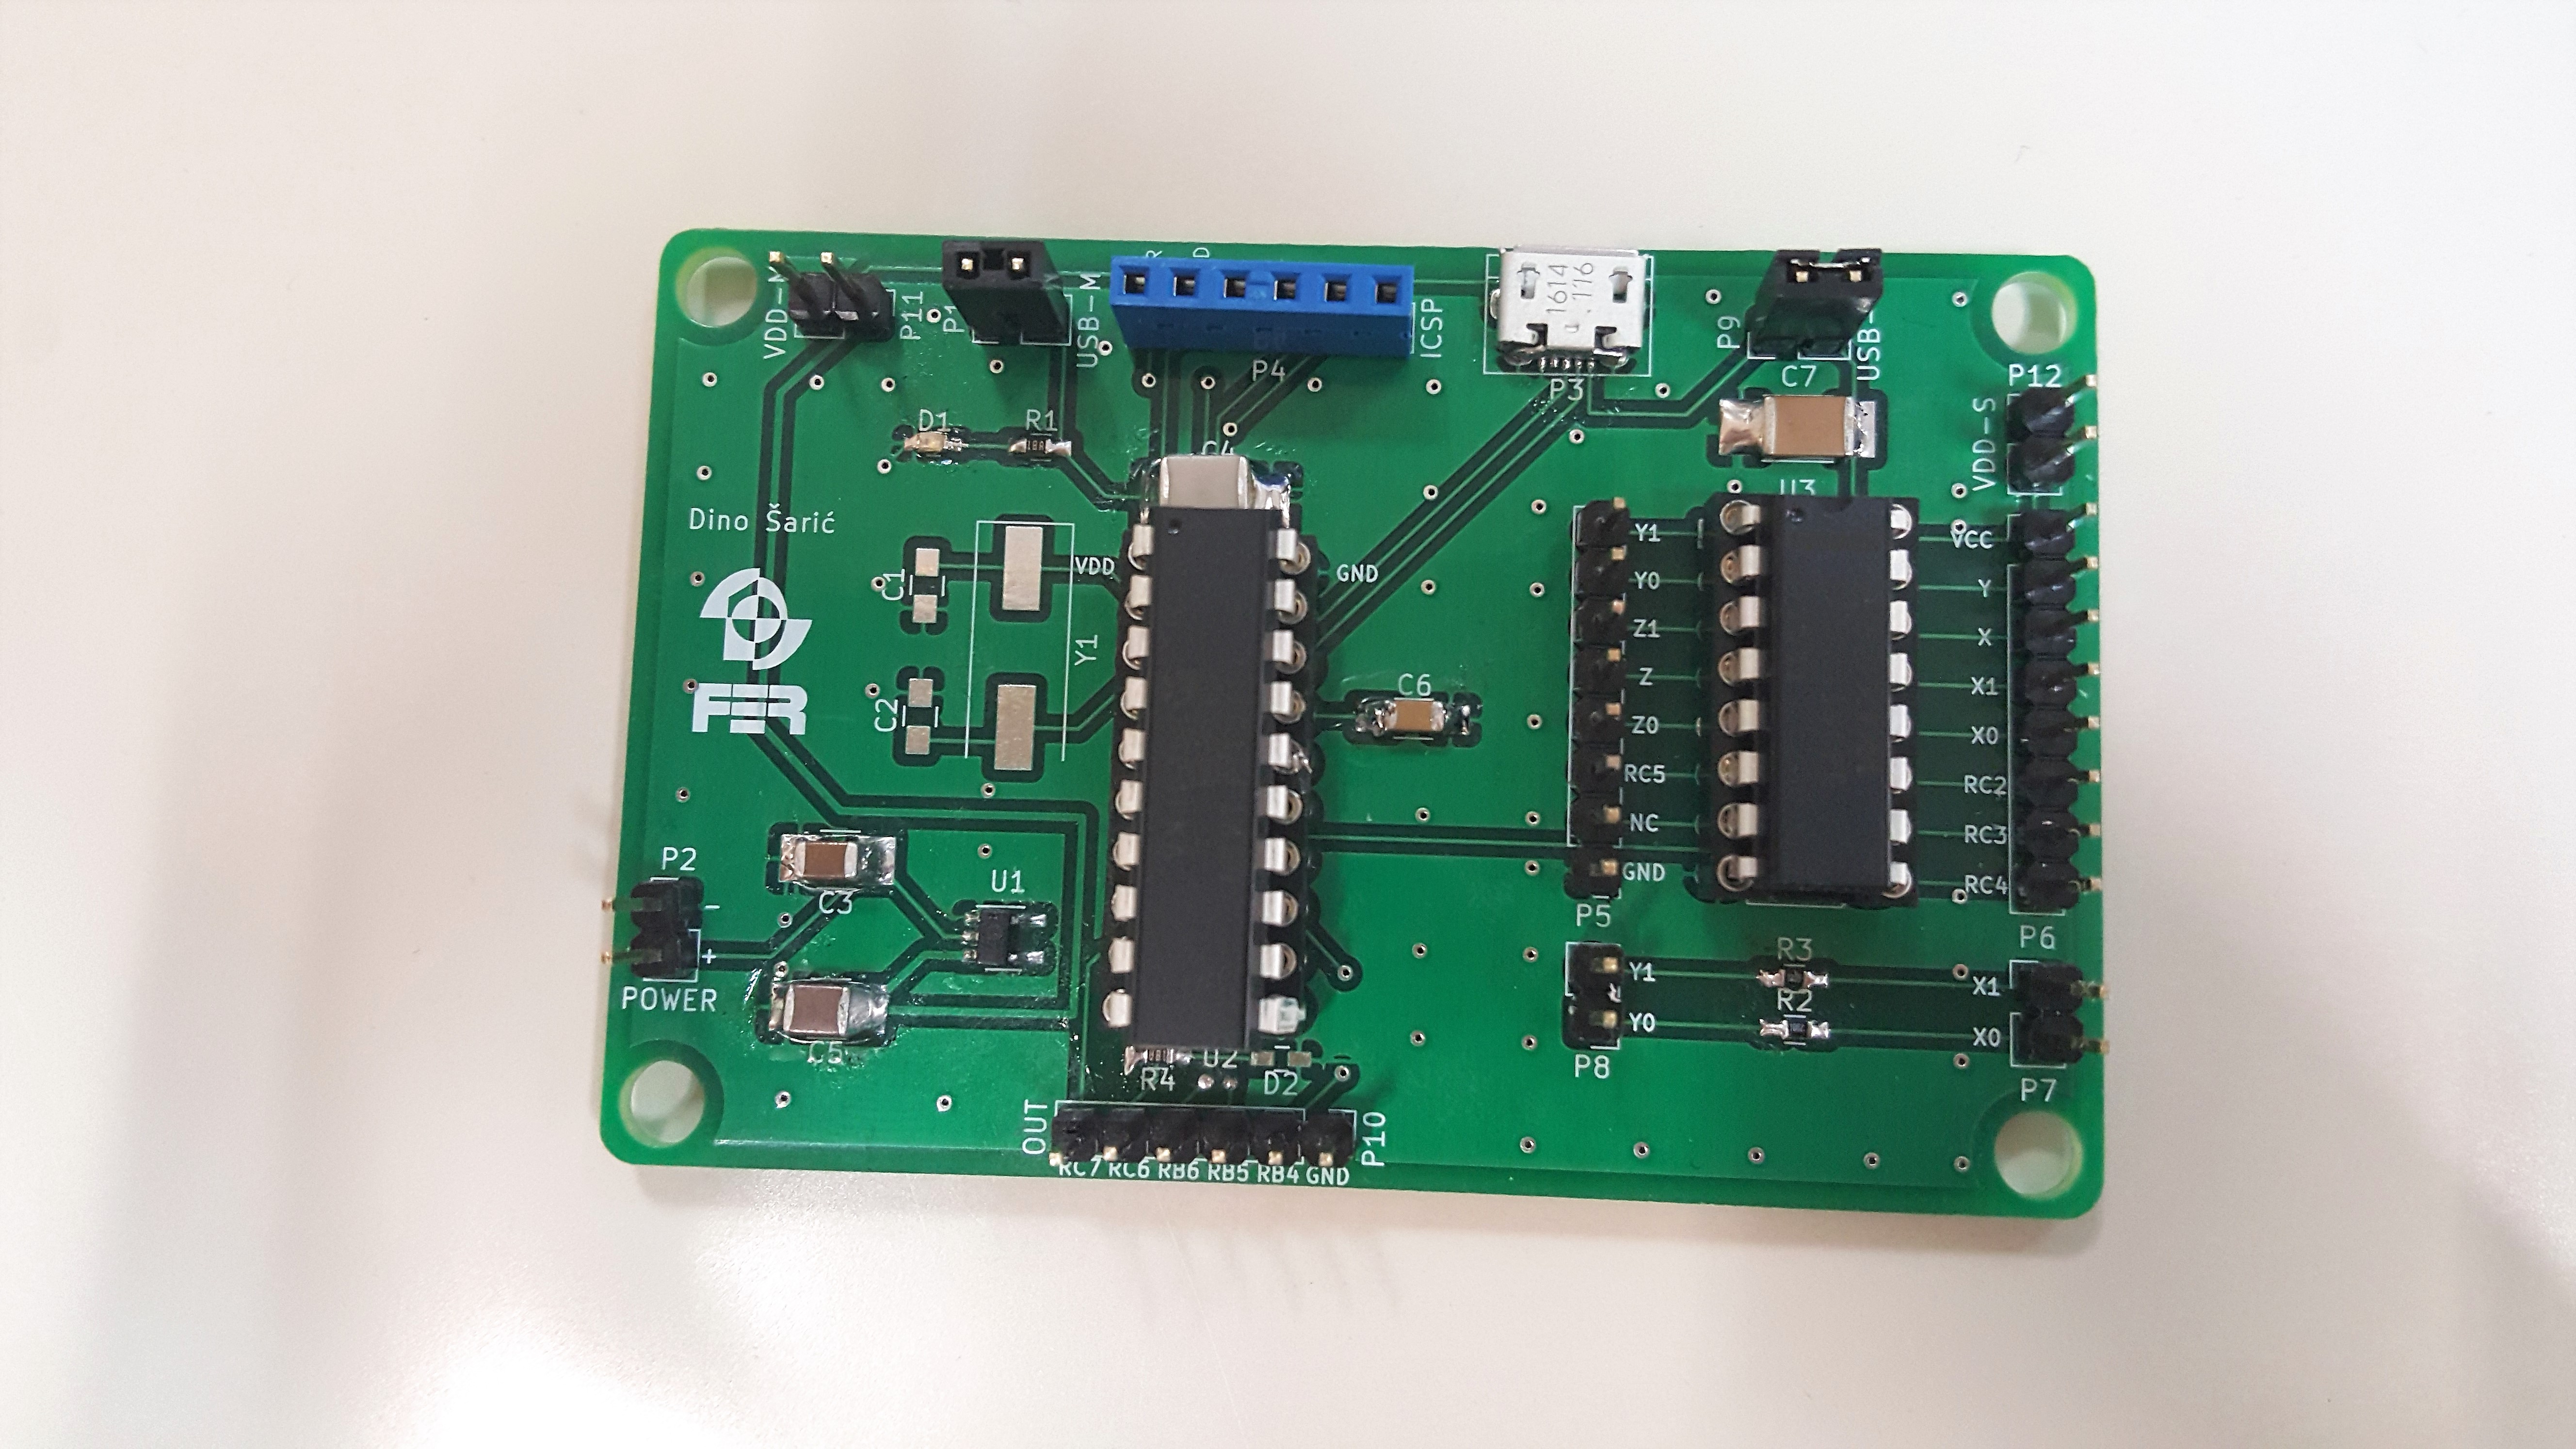 VDD-M
P11
P1
USB-M
R
D
ICSP
P4
1614
116
P3
P9
USB-
C7
P12
VDD-S
D1
R1
C4
U3
Dino Šarić
FER
C1
C2
VDD
Y1
GND
C6
Y1
Y0
Z1
Z
Z0
RC5
NC
GND
P5
VCC
Y
X
X1
X0
RC2
RC3
RC4
P6
P2
-
+
POWER
C3
U1
C5
Y1
Y0
P8
R3
R2
X1
X0
P7
R4
U2
D2
OUT
P10
RC7 RC6 RB6 RB5 RB4 GND